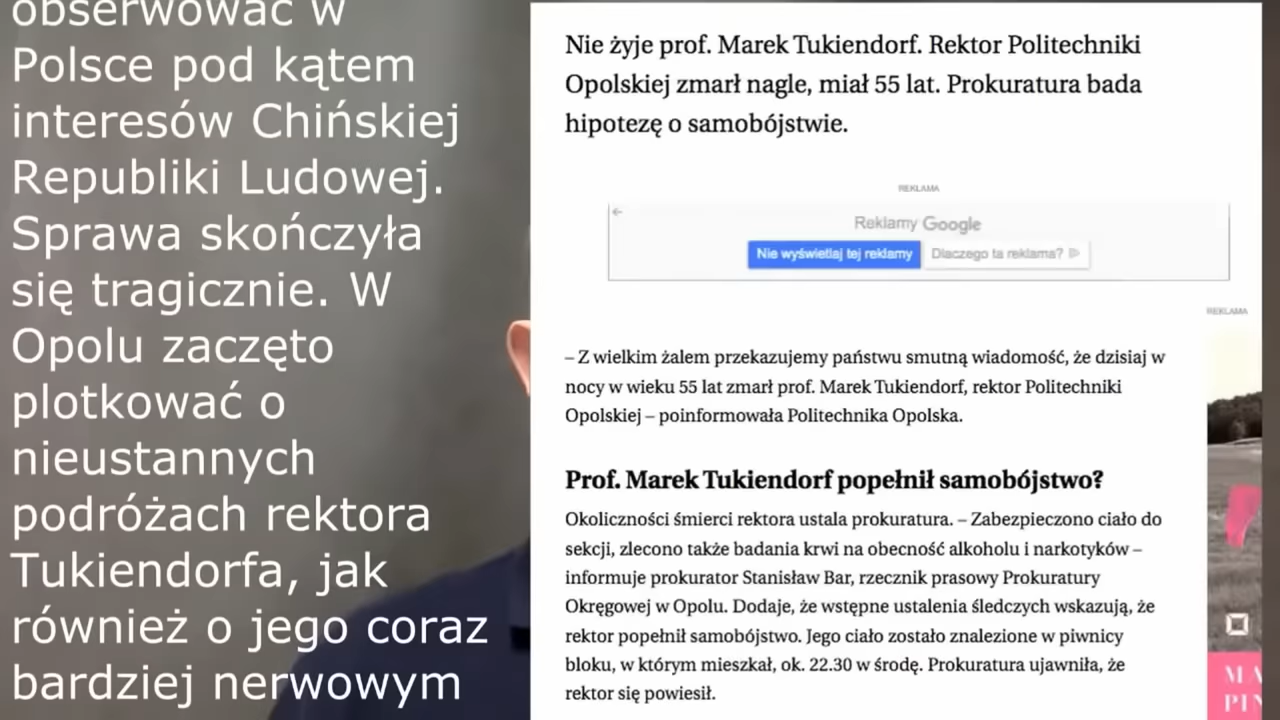 obserwować w
Polsce pod kątem
interesów Chińskiej
Republiki Ludowej.
Sprawa skończyła
się tragicznie. W
Opolu zaczęto
plotkować o
nieustannych
podróżach rektora
Tukiendorfa, jak
również o jego coraz
bardziej nerwowym
Nie żyje prof. Marek Tukiendorf. Rektor Politechniki
Opolskiej zmarł nagle, miał 55 lat. Prokuratura bada
hipotezę o samobójstwie.
REKLAMA
Reklamy Google
Nie wyświetlaj tej reklamy Dlaczego ta reklama?
REKLAMA
– Z wielkim żalem przekazujemy państwu smutną wiadomość, że dzisiaj w
nocy w wieku 55 lat zmarł prof. Marek Tukiendorf, rektor Politechniki
Opolskiej – poinformowała Politechnika Opolska.
Prof. Marek Tukiendorf popełnił samobójstwo?
Okoliczności śmierci rektora ustala prokuratura. – Zabezpieczono ciało do
sekcji, zlecono także badania krwi na obecność alkoholu i narkotyków –
informuje prokurator Stanisław Bar, rzecznik prasowy Prokuratury
Okręgowej w Opolu. Dodaje, że wstępne ustalenia śledczych wskazują, że
rektor popełnił samobójstwo. Jego ciało zostało znalezione w piwnicy
bloku, w którym mieszkał, ok. 22.30 w środę. Prokuratura ujawniła, że
rektor się powiesił.
MA
PIN